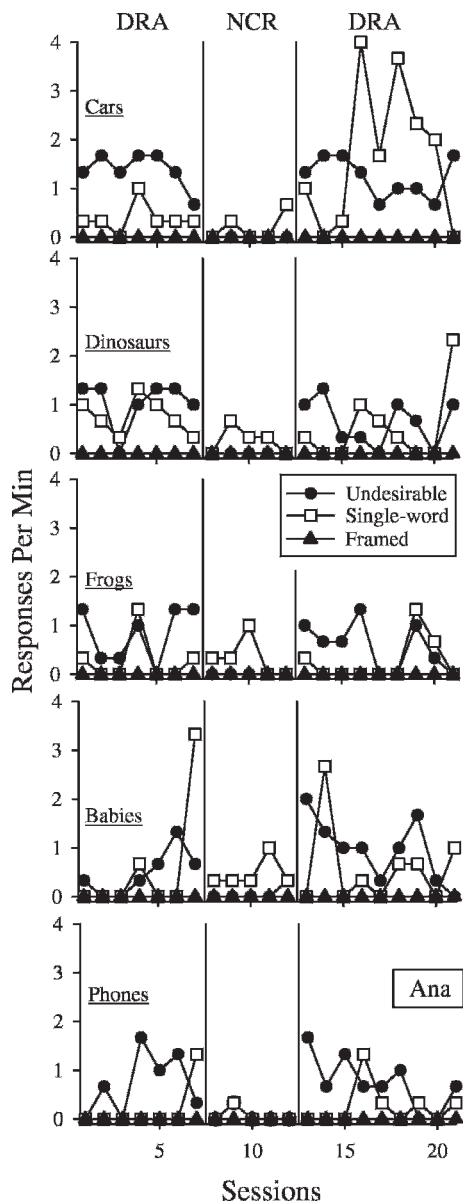 DRA NCR DRA
4
3
Cars
2
1
0
4
3
Dinosaurs
2
1
0
4
Undesirable
Single-word
Framed
3
Frogs
2
1
0
4
3
Babies
2
1
0
4
3
Phones
Ana
2
1
0
5 10 15 20
Responses Per Min
Sessions